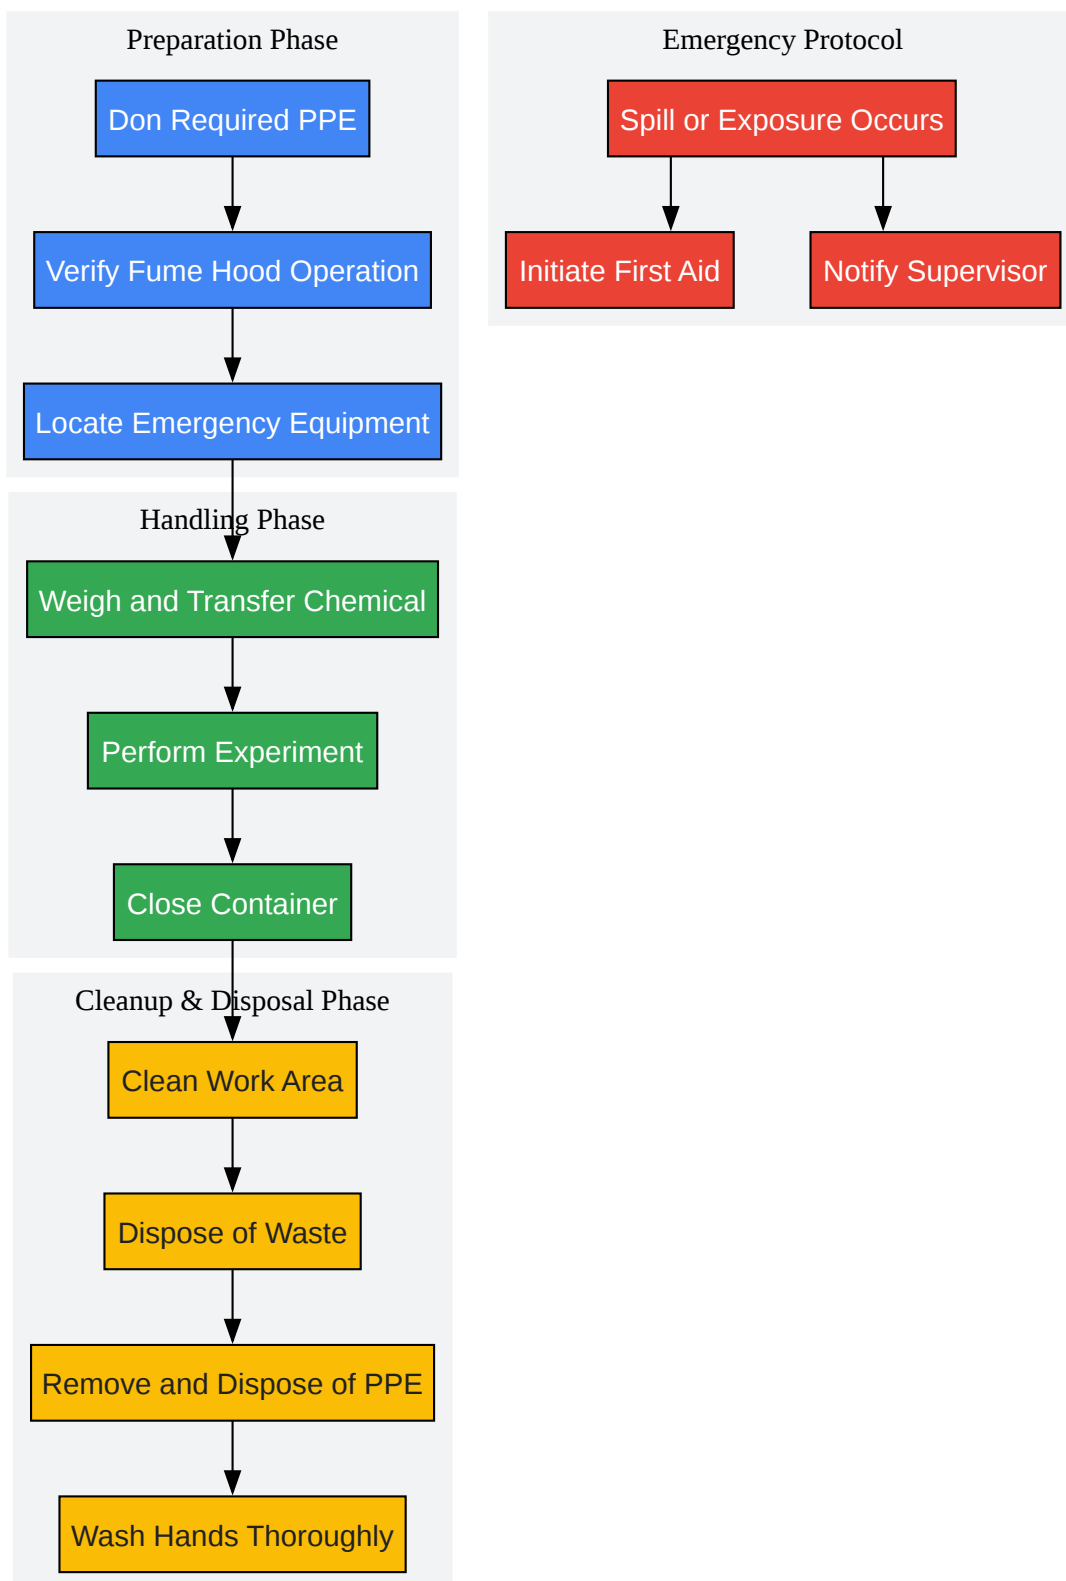 Preparation Phase
Don Required PPE
Verify Fume Hood Operation
Locate Emergency Equipment
Handling Phase
Weigh and Transfer Chemical
Perform Experiment
Close Container
Cleanup & Disposal Phase
Clean Work Area
Dispose of Waste
Remove and Dispose of PPE
Wash Hands Thoroughly
Emergency Protocol
Spill or Exposure Occurs
Initiate First Aid
Notify Supervisor